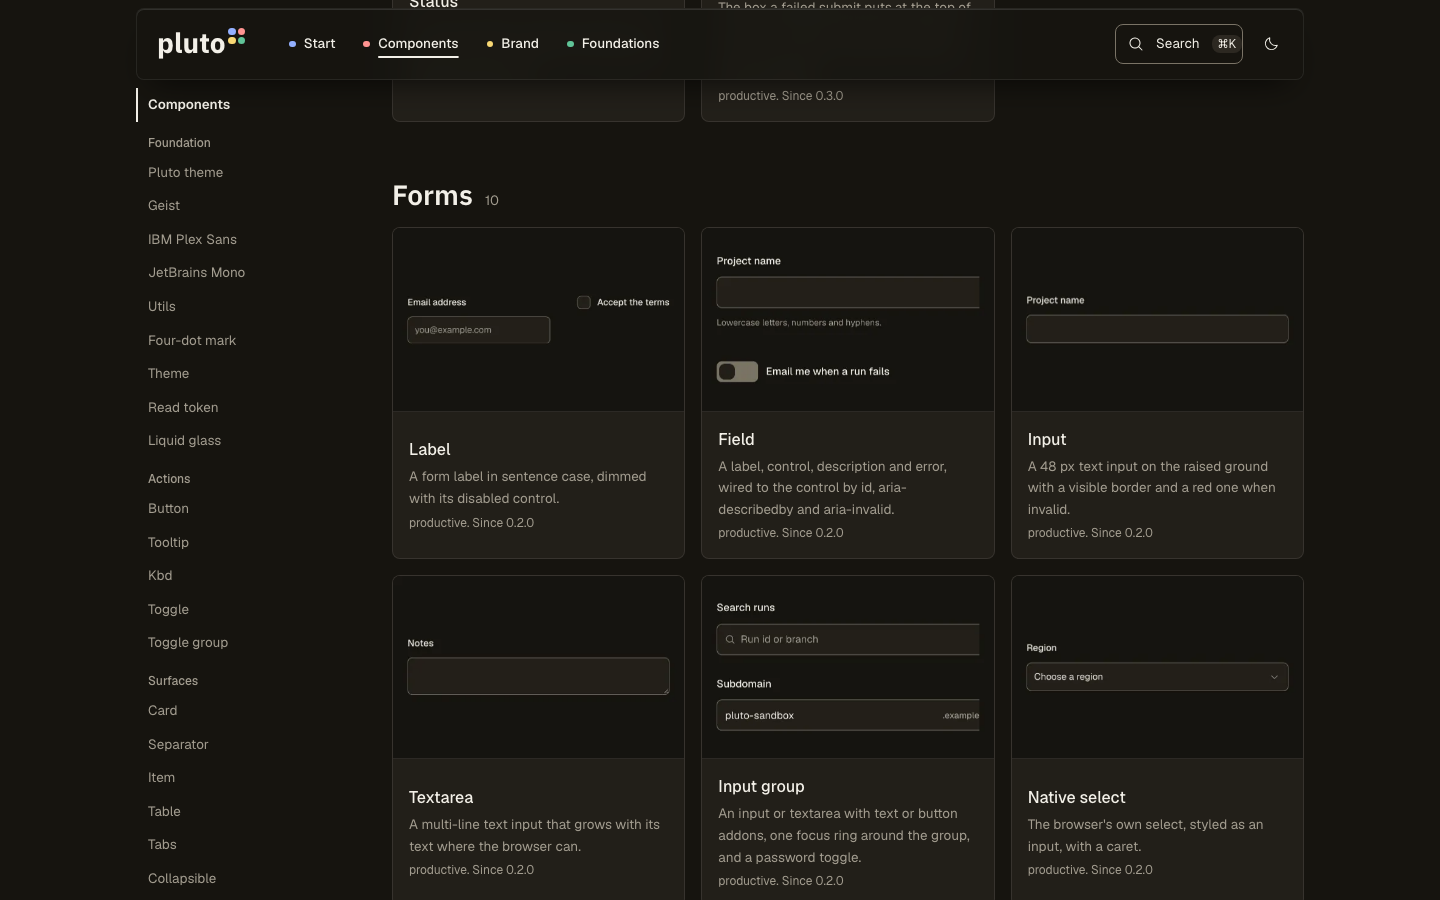 Status
The box a failed submit puts at the top of
pluto
Start
Components
Brand
Foundations
Search ⌘K
productive. Since 0.3.0
Components
Foundation
Pluto theme
Geist
IBM Plex Sans
JetBrains Mono
Utils
Four-dot mark
Theme
Read token
Liquid glass
Actions
Button
Tooltip
Kbd
Toggle
Toggle group
Surfaces
Card
Separator
Item
Table
Tabs
Collapsible
Forms 10
Email address
you@example.com
Accept the terms
Label
A form label in sentence case, dimmed
with its disabled control.
productive. Since 0.2.0
Project name
Lowercase letters, numbers and hyphens.
Email me when a run fails
Field
A label, control, description and error,
wired to the control by id, aria-
describedby and aria-invalid.
productive. Since 0.2.0
Project name
Input
A 48 px text input on the raised ground
with a visible border and a red one when
invalid.
productive. Since 0.2.0
Notes
Textarea
A multi-line text input that grows with its
text where the browser can.
productive. Since 0.2.0
Search runs
Run id or branch
Subdomain
pluto-sandbox .example
Input group
An input or textarea with text or button
addons, one focus ring around the group,
and a password toggle.
productive. Since 0.2.0
Region
Choose a region
Native select
The browser's own select, styled as an
input, with a caret.
productive. Since 0.2.0